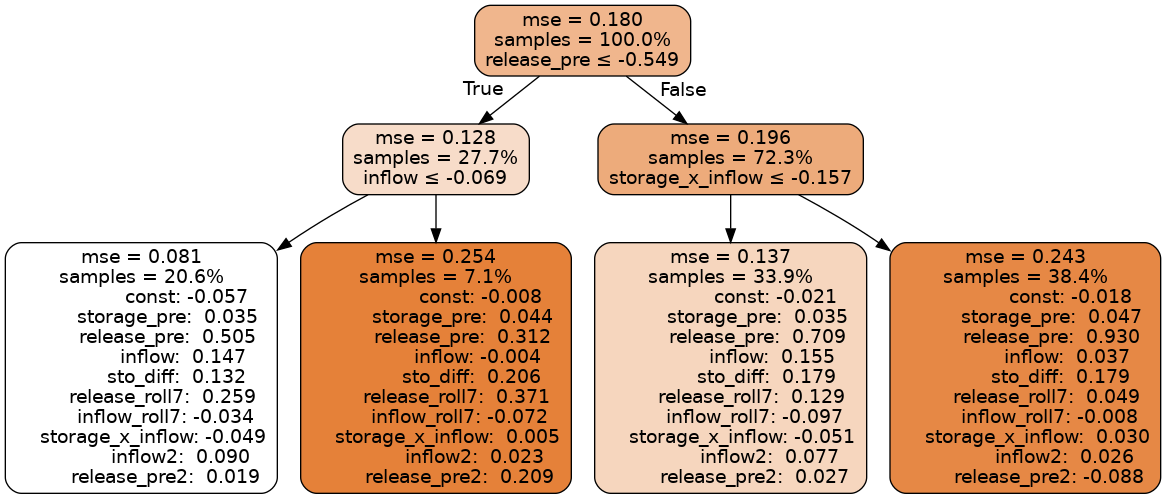 mse = 0.180
samples = 100.0%
release_pre ≤ -0.549
True
False
mse = 0.128
samples = 27.7%
inflow ≤ -0.069
mse = 0.196
samples = 72.3%
storage_x_inflow ≤ -0.157
mse = 0.081
samples = 20.6%
const: -0.057
storage_pre:  0.035
release_pre:  0.505
inflow:  0.147
sto_diff:  0.132
release_roll7:  0.259
inflow_roll7: -0.034
storage_x_inflow: -0.049
inflow2:  0.090
release_pre2:  0.019
mse = 0.254
samples = 7.1%
const: -0.008
storage_pre:  0.044
release_pre:  0.312
inflow: -0.004
sto_diff:  0.206
release_roll7:  0.371
inflow_roll7: -0.072
storage_x_inflow:  0.005
inflow2:  0.023
release_pre2:  0.209
mse = 0.137
samples = 33.9%
const: -0.021
storage_pre:  0.035
release_pre:  0.709
inflow:  0.155
sto_diff:  0.179
release_roll7:  0.129
inflow_roll7: -0.097
storage_x_inflow: -0.051
inflow2:  0.077
release_pre2:  0.027
mse = 0.243
samples = 38.4%
const: -0.018
storage_pre:  0.047
release_pre:  0.930
inflow:  0.037
sto_diff:  0.179
release_roll7:  0.049
inflow_roll7: -0.008
storage_x_inflow:  0.030
inflow2:  0.026
release_pre2: -0.088